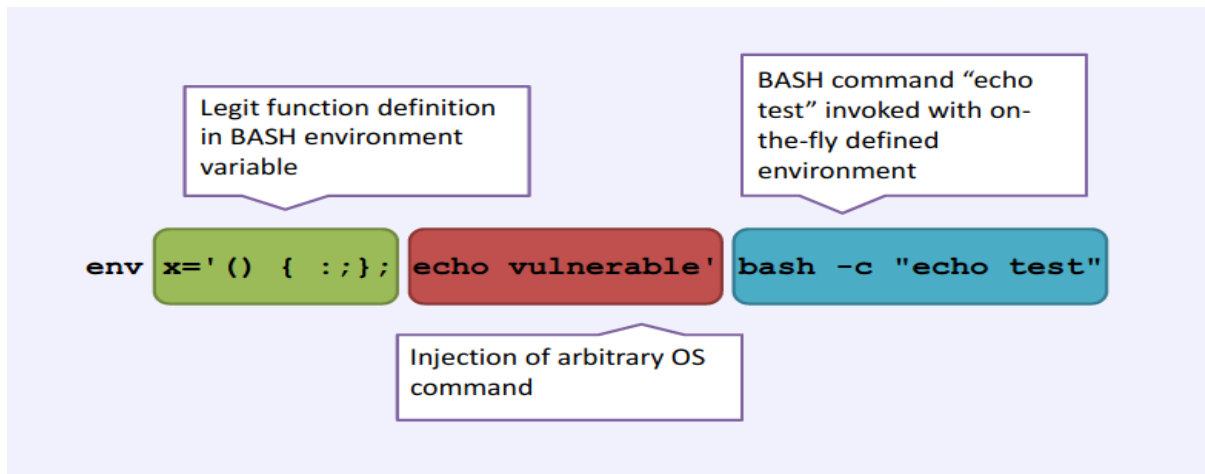 Legit function definition
in BASH environment
variable
BASH command “echo
test” invoked with on-
the-fly defined
environment
env x='() { :;}; echo vulnerable' bash -c "echo test"
Injection of arbitrary OS
command